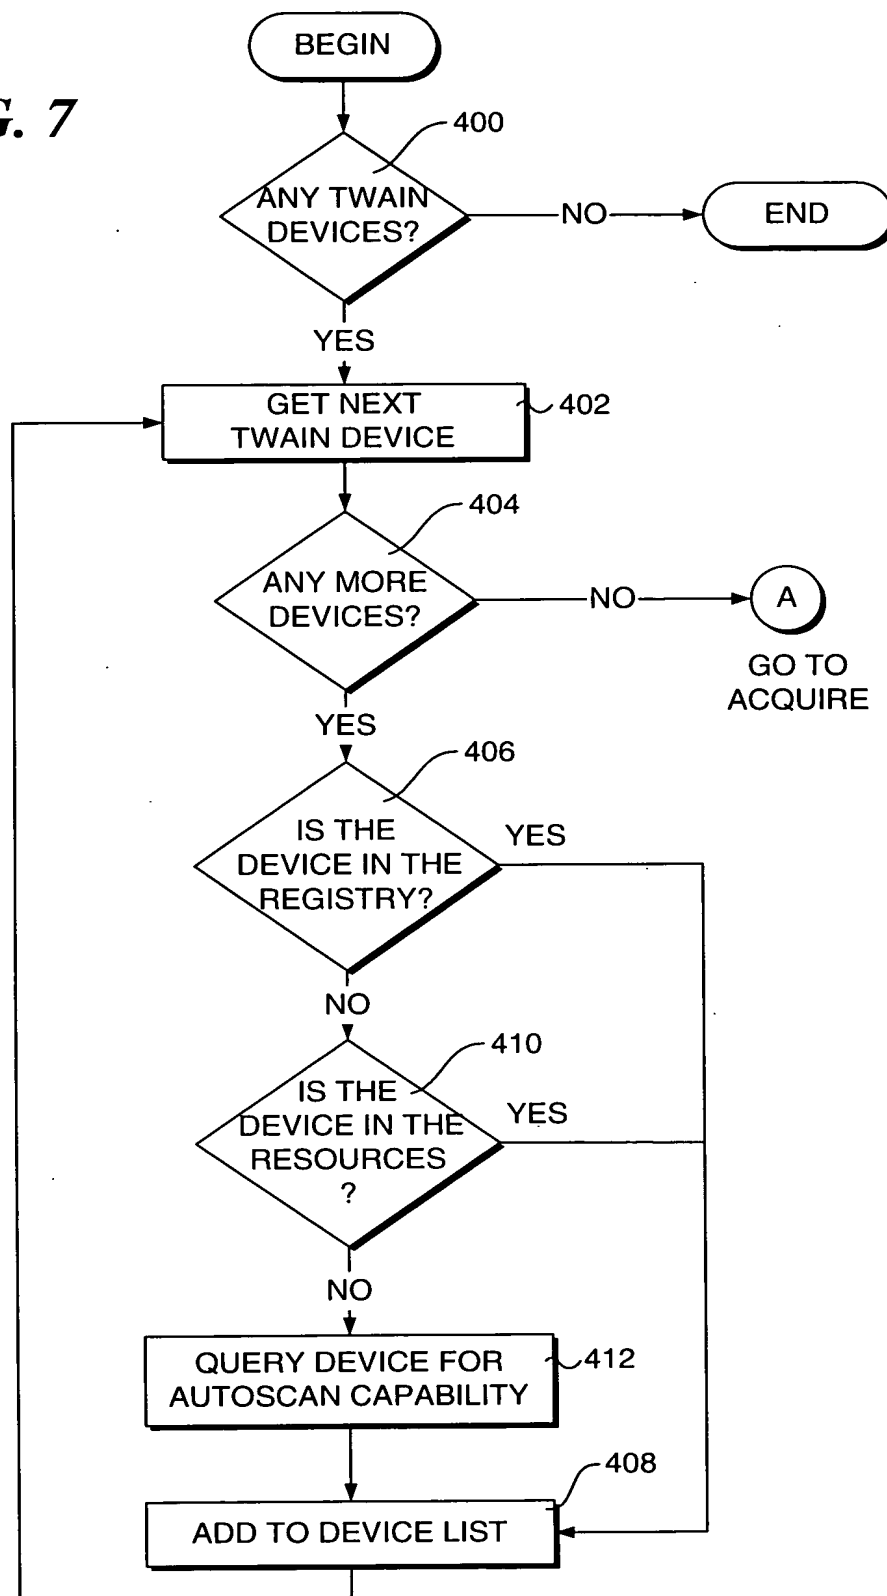 BEGIN
G. 7
400
ANY TWAIN
DEVICES?
NO
END
YES
GET NEXT
TWAIN DEVICE
402
404
ANY MORE
DEVICES?
NO
A
GO TO
ACQUIRE
YES
406
IS THE
DEVICE IN THE
REGISTRY?
YES
NO
410
IS THE
DEVICE IN THE
RESOURCES
?
YES
NO
QUERY DEVICE FOR
AUTOSCAN CAPABILITY
412
408
ADD TO DEVICE LIST